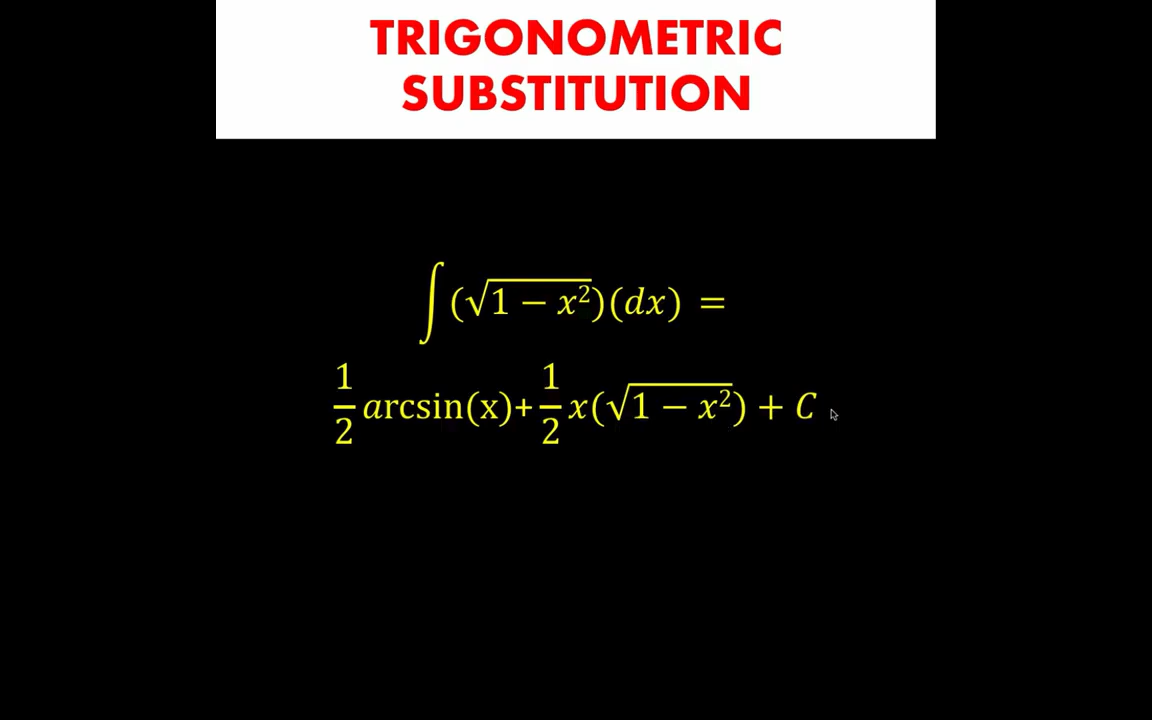 TRIGONOMETRIC
SUBSTITUTION
∫(√1 − x²)(dx) =
1/2 arcsin(x)+1/2 x(√1 − x²) + C